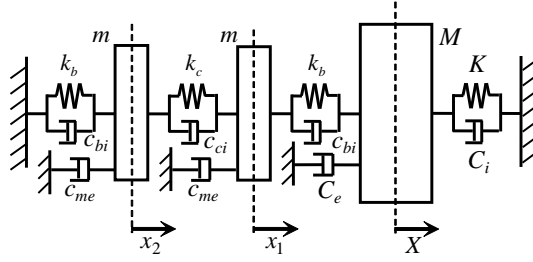 k_b m k_c m k_b M K
c_bi c_ci c_bi C_i
c_me c_me C_e
x_2 x_1 X